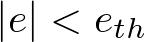 |e| < e_{th}